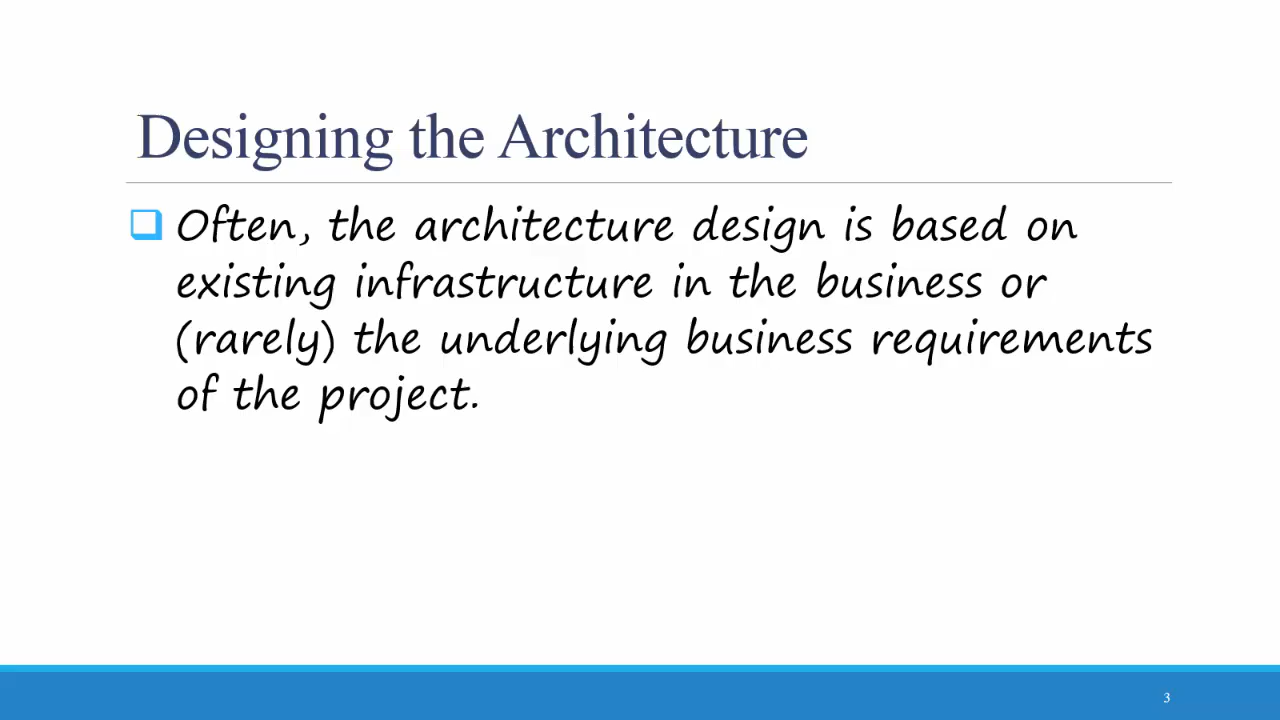 Designing the Architecture
Often, the architecture design is based on
existing infrastructure in the business or
(rarely) the underlying business requirements
of the project.
3